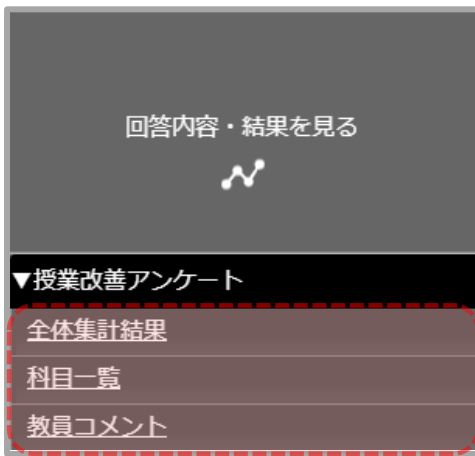 回答内容・結果を見る
▼授業改善アンケート
全体集計結果
科目一覧
教員コメント